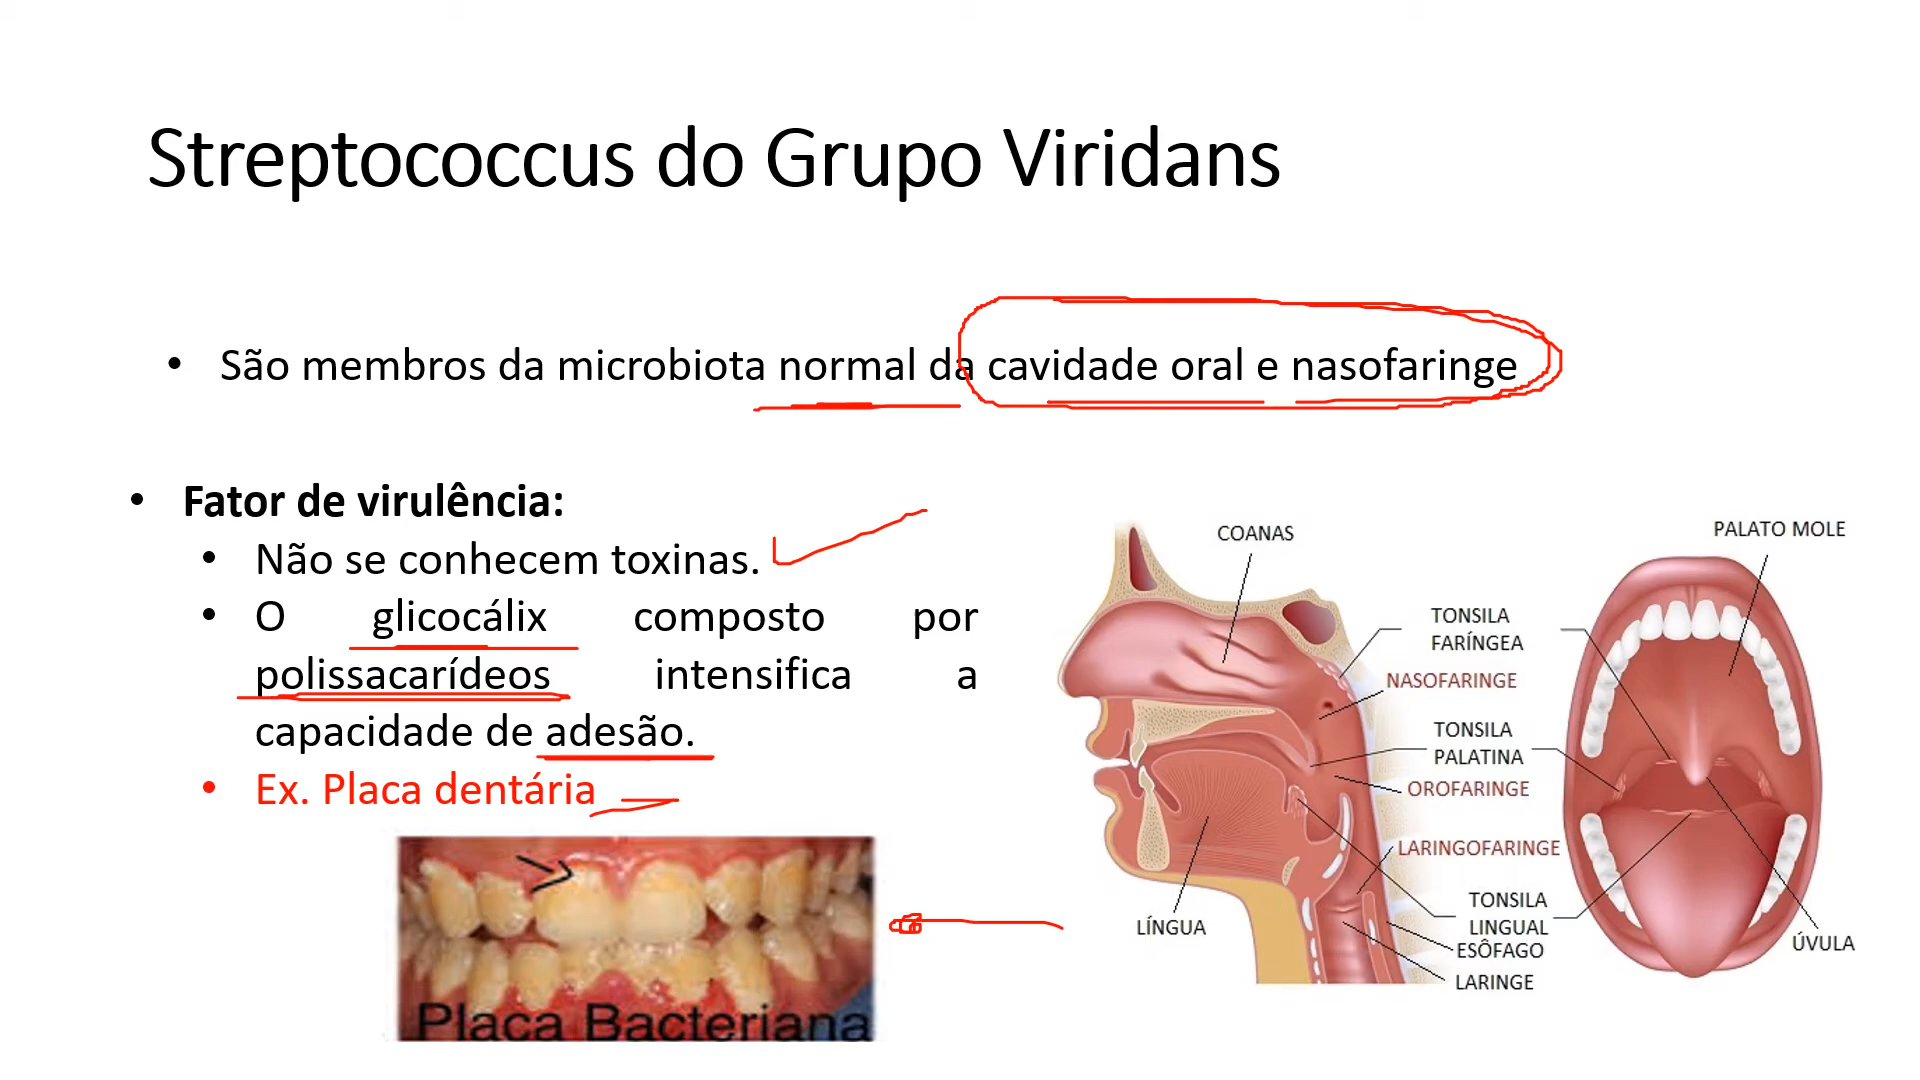 Streptococcus do Grupo Viridans
• São membros da microbiota normal da cavidade oral e nasofaringe
• Fator de virulência:
• Não se conhecem toxinas.
• O glicocálix composto por
polissacarídeos intensifica a
capacidade de adesão.
• Ex. Placa dentária
Placa Bacteriana
COANAS
PALATO MOLE
TONSILA
FARÍNGEA
NASOFARINGE
TONSILA
PALATINA
OROFARINGE
LARINGOFARINGE
TONSILA
LINGUAL
ESÔFAGO
LARINGE
LÍNGUA
ÚVULA